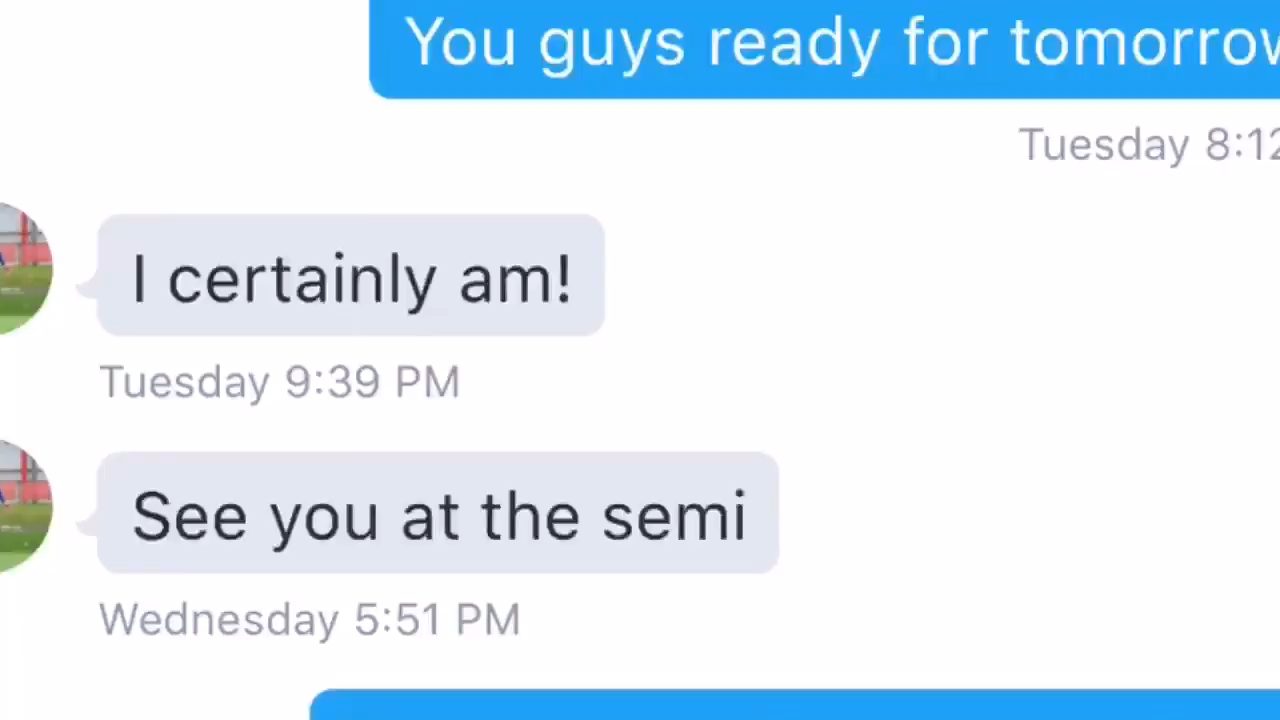 You guys ready for tomorrow
Tuesday 8:12
I certainly am!
Tuesday 9:39 PM
See you at the semi
Wednesday 5:51 PM